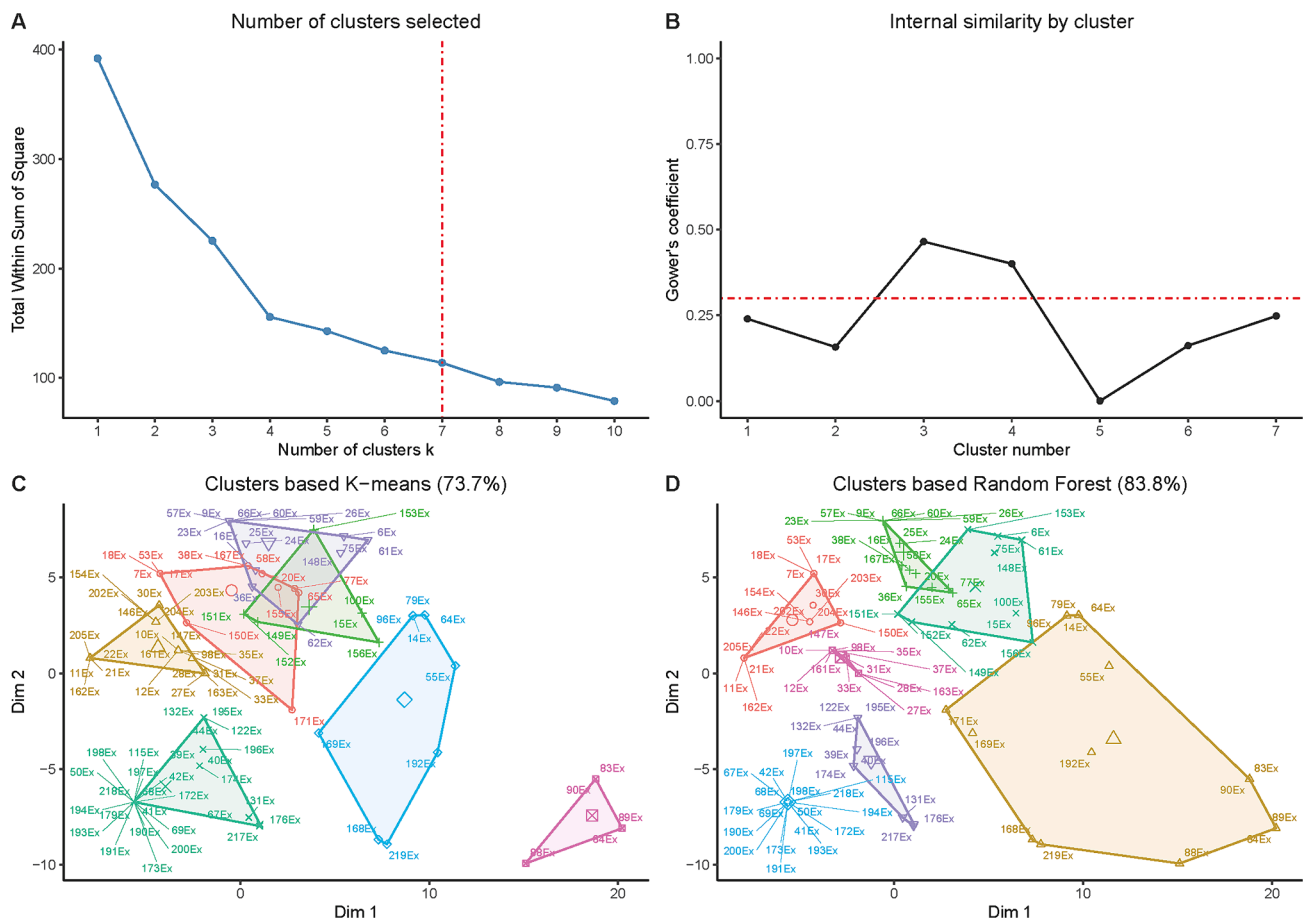 A
Number of clusters selected
400
300
200
100
Total Within Sum of Square
1 2 3 4 5 6 7 8 9 10
Number of clusters k
B
Internal similarity by cluster
1.00
0.75
0.50
0.25
0.00
Gower's coefficient
1 2 3 4 5 6 7
Cluster number
C
Clusters based K−means (73.7%)
57Ex 9Ex 66Ex 60Ex 26Ex
23Ex 59Ex 153Ex
16Ex 25Ex 24Ex 6Ex
18Ex 53Ex 38Ex 167Ex 58Ex 75Ex 61Ex
148Ex
154Ex 7Ex 17Ex 20Ex 77Ex
202Ex 30Ex 203Ex 36Ex 65Ex 100Ex 79Ex
146Ex 204Ex 151Ex 155Ex 15Ex 96Ex 64Ex
205Ex 10Ex 147Ex 150Ex 149Ex 62Ex 156Ex 14Ex
22Ex 161Ex 98Ex 35Ex 152Ex
11Ex 21Ex 28Ex 31Ex 37Ex 55Ex
162Ex 12Ex 27Ex 163Ex 33Ex
132Ex 195Ex 171Ex
44Ex 122Ex 169Ex
198Ex 115Ex 39Ex 196Ex 192Ex
50Ex 197Ex 42Ex 40Ex 174Ex 83Ex
218Ex 68Ex 172Ex 90Ex
194Ex 179Ex 41Ex 67Ex 131Ex 176Ex 89Ex
193Ex 190Ex 69Ex 217Ex 168Ex 84Ex
191Ex 200Ex 219Ex 88Ex
173Ex
5
0
−5
−10
Dim 2
0 10 20
Dim 1
D
Clusters based Random Forest (83.8%)
57Ex 9Ex 66Ex 60Ex 26Ex
23Ex 25Ex 59Ex 153Ex
53Ex 38Ex 16Ex 24Ex 6Ex
18Ex 17Ex 167Ex 58Ex 75Ex 61Ex
7Ex 203Ex 20Ex 77Ex 148Ex
154Ex 30Ex 36Ex 155Ex 65Ex 100Ex 79Ex 64Ex
146Ex 202Ex 204Ex 151Ex 15Ex 96Ex 14Ex
205Ex 22Ex 147Ex 150Ex 152Ex 62Ex 156Ex
21Ex 10Ex 98Ex 35Ex 149Ex
11Ex 161Ex 31Ex 37Ex 55Ex
162Ex 12Ex 33Ex 28Ex 163Ex
27Ex
122Ex 195Ex 171Ex
132Ex 44Ex 196Ex 169Ex
197Ex 39Ex 40Ex 192Ex
67Ex 42Ex 174Ex 115Ex 83Ex
68Ex 198Ex 218Ex 90Ex
179Ex 69Ex 50Ex 194Ex 131Ex 176Ex 89Ex
190Ex 41Ex 172Ex 217Ex 168Ex 84Ex
200Ex 173Ex 193Ex 219Ex 88Ex
191Ex
5
0
−5
−10
Dim 2
0 10 20
Dim 1